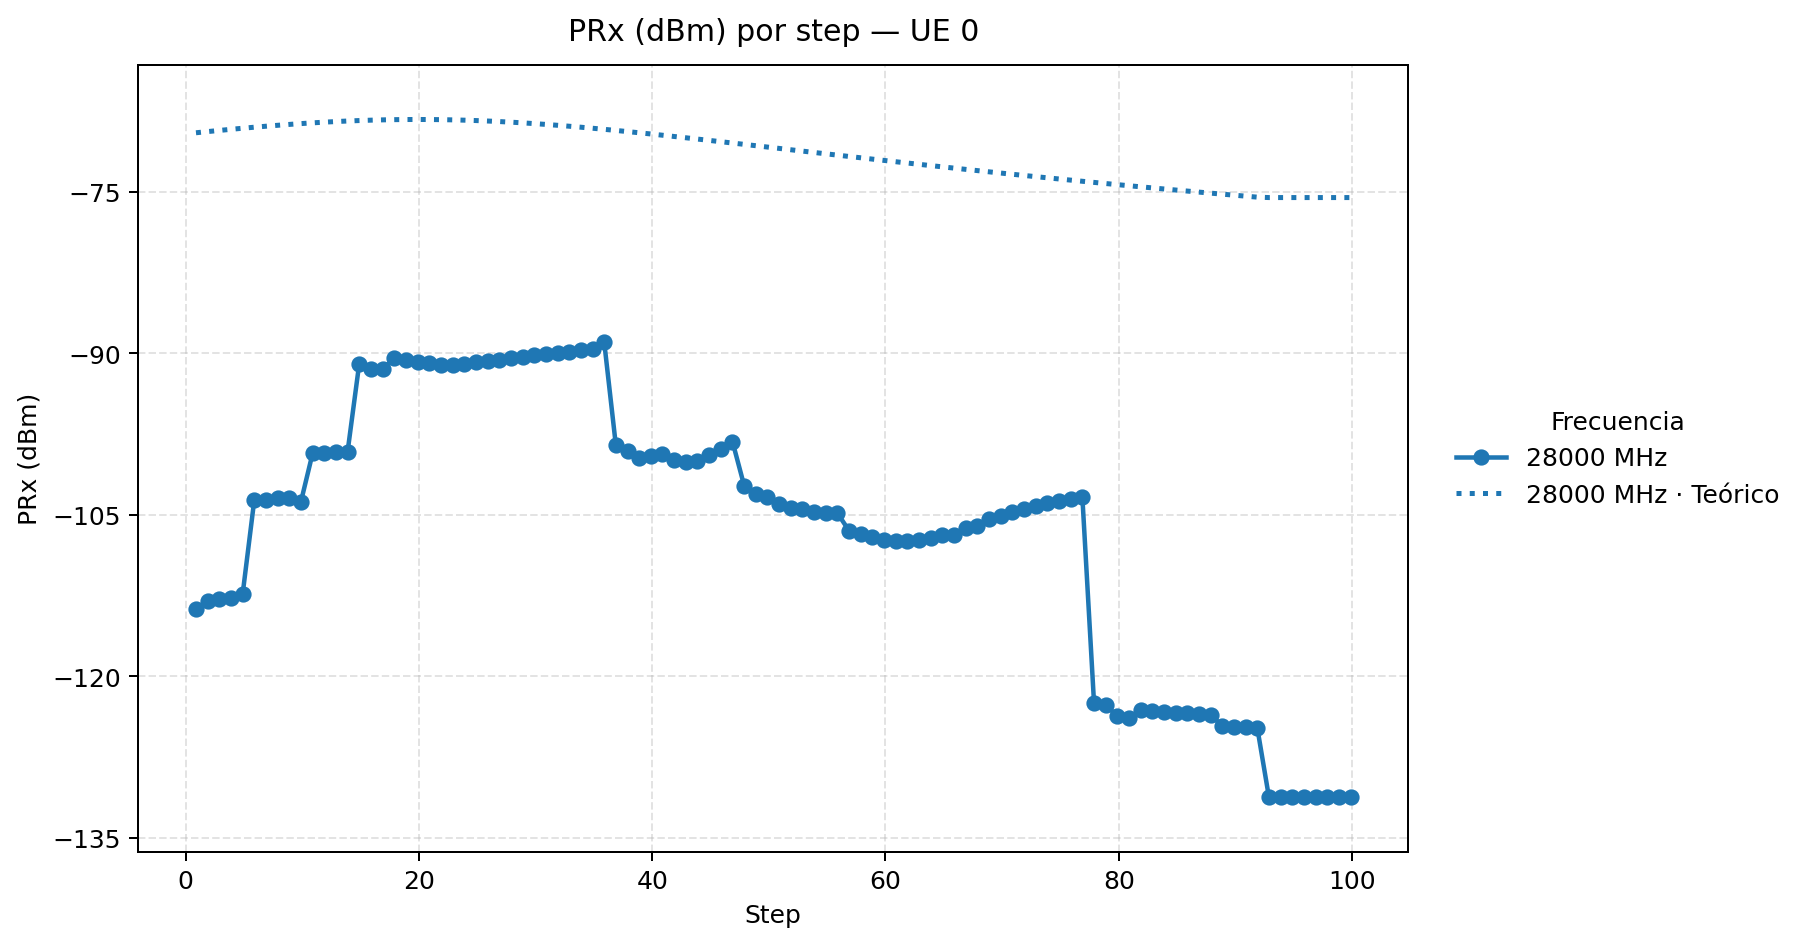 PRx (dBm) por step — UE 0
PRx (dBm)
−75
−90
−105
−120
−135
0 20 40 60 80 100
Step
Frecuencia
28000 MHz
28000 MHz · Teórico